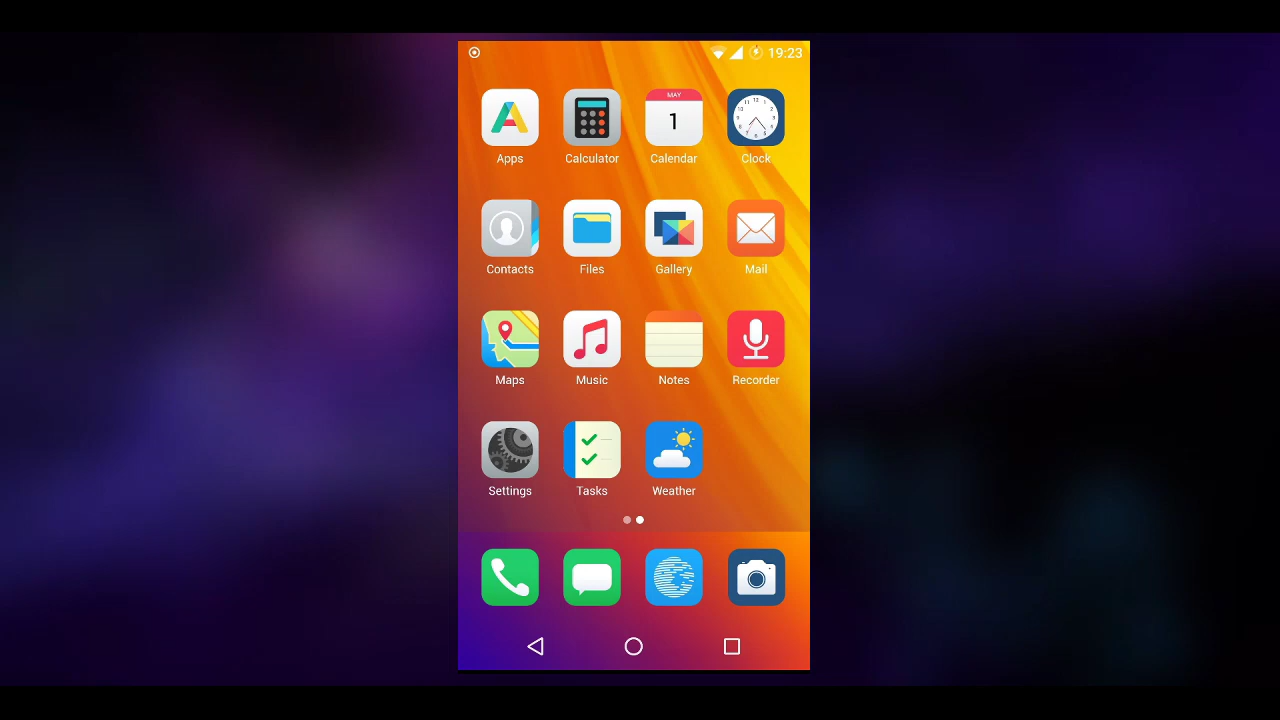 19:23
MAY
1
Apps Calculator Calendar Clock
Contacts Files Gallery Mail
Maps Music Notes Recorder
Settings Tasks Weather